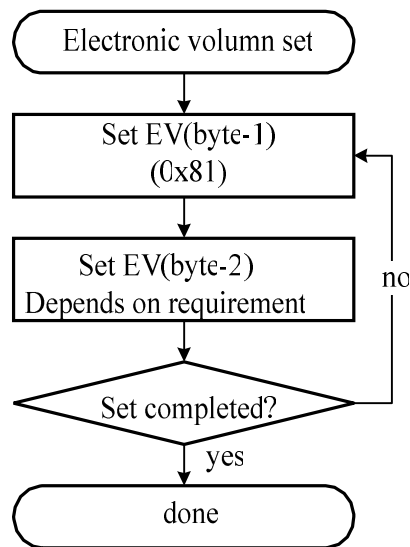 Electronic volumn set
Set EV(byte-1)
(0x81)
Set EV(byte-2)
Depends on requirement
no
Set completed?
yes
done